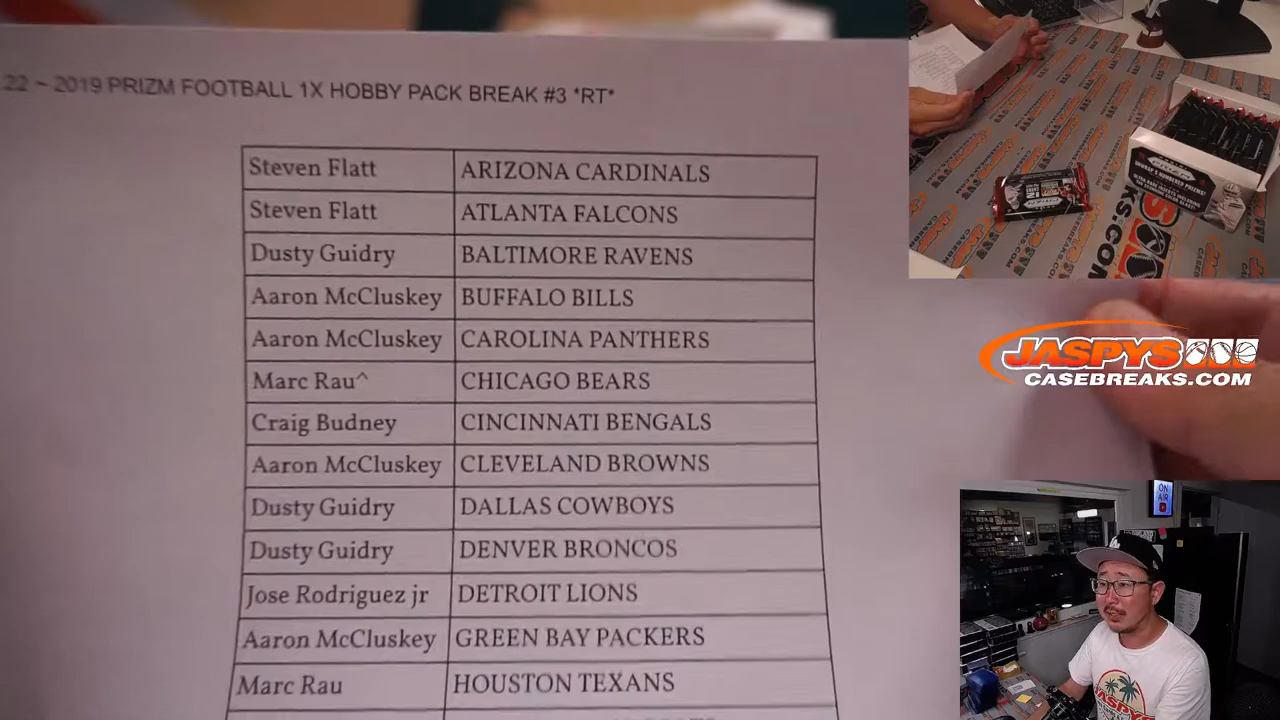 22 ~ 2019 PRIZM FOOTBALL 1X HOBBY PACK BREAK #3 *RT*
Steven Flatt ARIZONA CARDINALS
Steven Flatt ATLANTA FALCONS
Dusty Guidry BALTIMORE RAVENS
Aaron McCluskey BUFFALO BILLS
Aaron McCluskey CAROLINA PANTHERS
Marc Rau^ CHICAGO BEARS
Craig Budney CINCINNATI BENGALS
Aaron McCluskey CLEVELAND BROWNS
Dusty Guidry DALLAS COWBOYS
Dusty Guidry DENVER BRONCOS
Jose Rodriguez jr DETROIT LIONS
Aaron McCluskey GREEN BAY PACKERS
Marc Rau HOUSTON TEXANS
JASPYS
CASEBREAKS.COM
ON
AIR
JASPYS